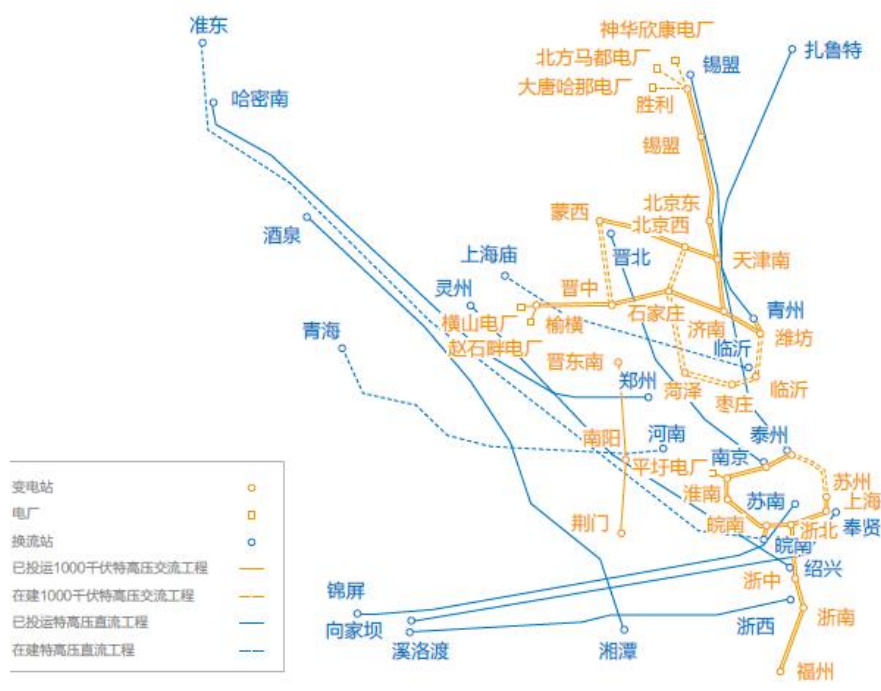 准东
神华欣康电厂
扎鲁特
北方马都电厂
锡盟
大唐哈那电厂
哈密南
胜利
锡盟
北京东
蒙西
北京西
酒泉
上海庙
晋北
天津南
灵州
晋中
青州
横山电厂
榆横
石家庄
济南
潍坊
青海
赵石畔电厂
临沂
晋东南
郑州
菏泽
枣庄
临沂
南阳
河南
泰州
平圩电厂
南京
变电站
淮南
苏南
苏州
电厂
上海
荆门
皖南
浙北
奉贤
换流站
皖南
已投运1000千伏特高压交流工程
绍兴
锦屏
浙中
在建1000千伏特高压交流工程
已投运特高压直流工程
向家坝
浙西
浙南
在建特高压直流工程
溪洛渡
湘潭
福州